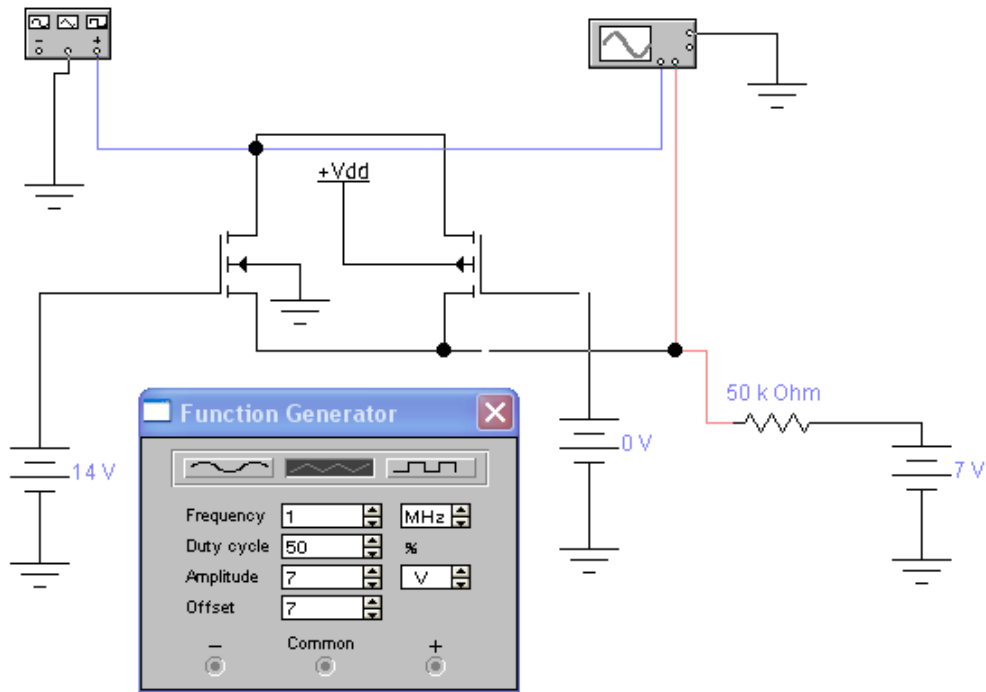 - +
+Vdd
50 k Ohm
14 V
0 V
7 V
Function Generator
Frequency 1 MHz
Duty cycle 50 %
Amplitude 7 V
Offset 7
- Common +